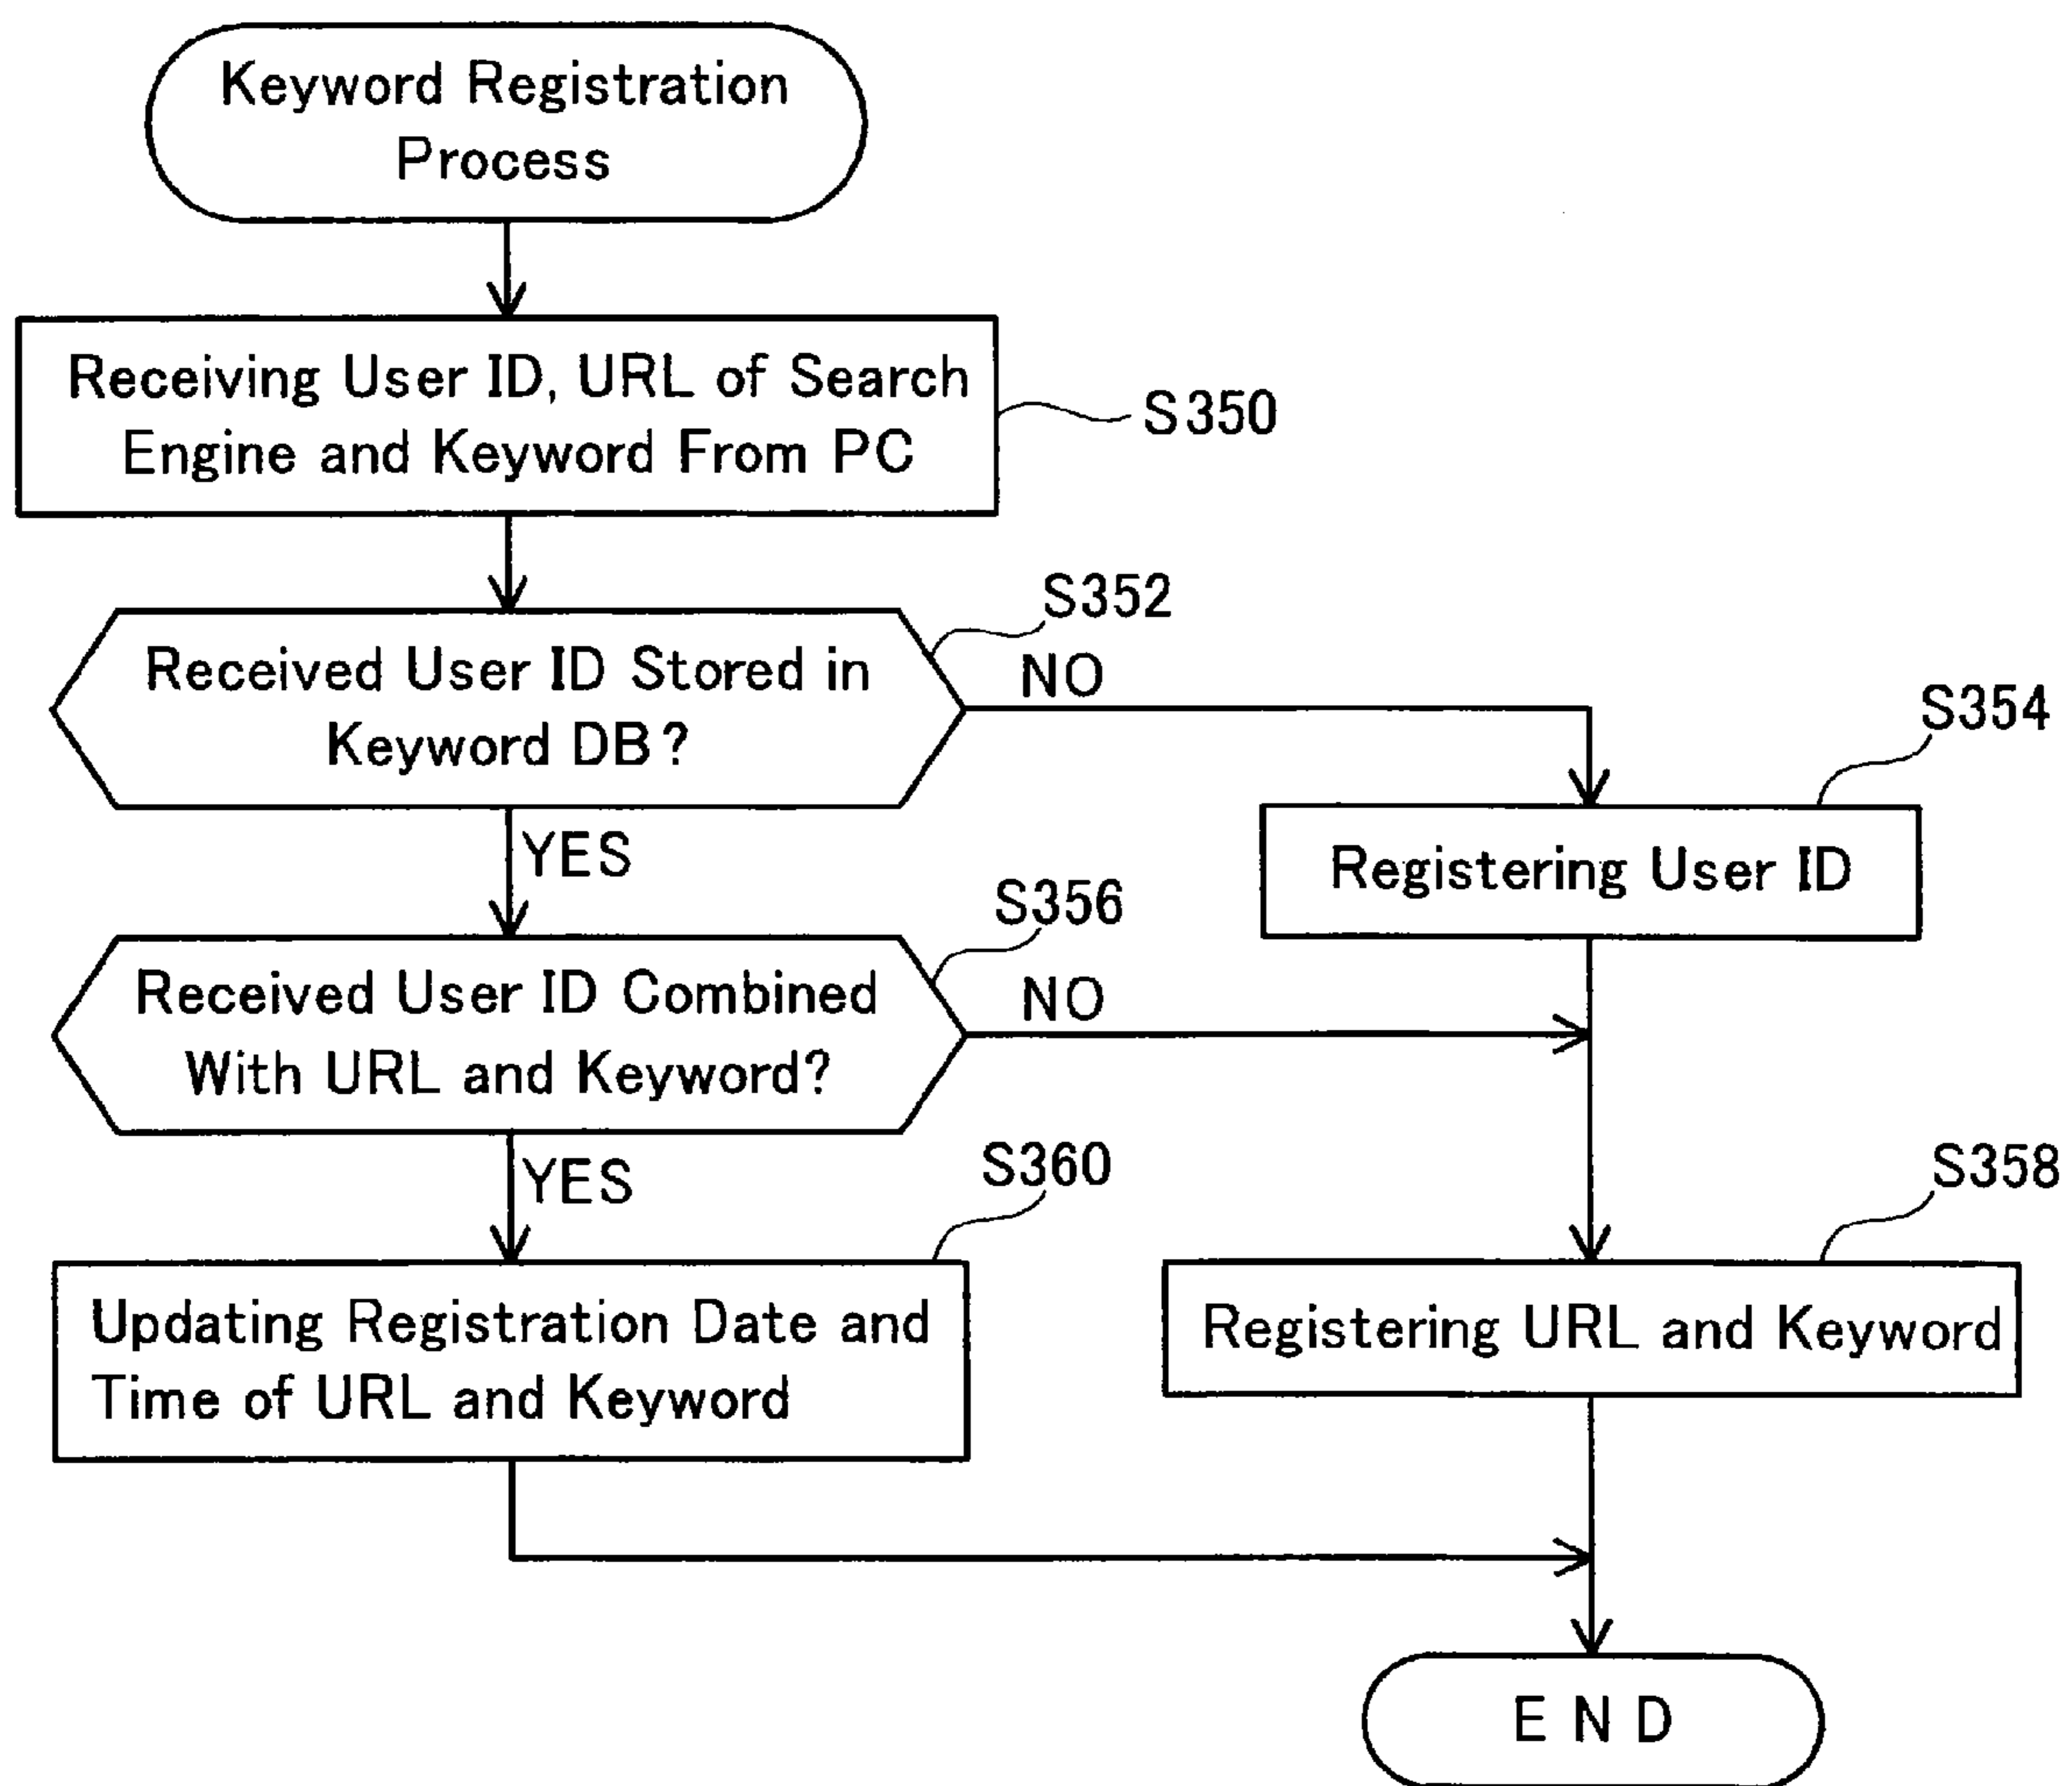 Keyword Registration
Process
Receiving User ID, URL of Search
Engine and Keyword From PC
S350
S352
Received User ID Stored in
Keyword DB?
NO
S354
YES
Registering User ID
S356
Received User ID Combined
With URL and Keyword?
NO
YES
S360
S358
Updating Registration Date and
Time of URL and Keyword
Registering URL and Keyword
END